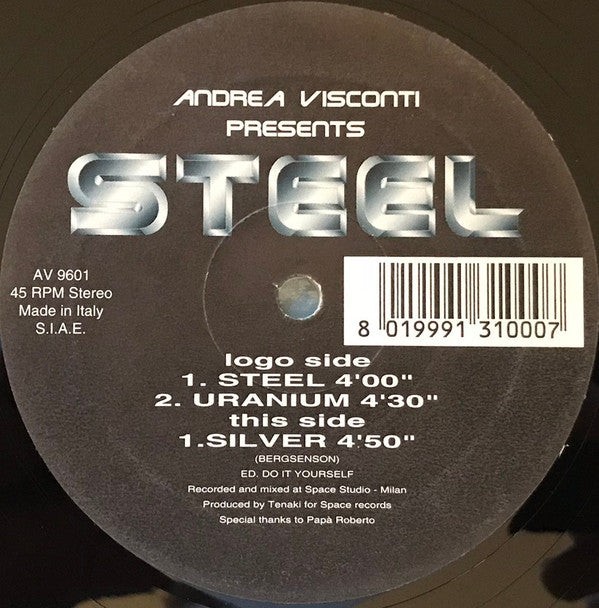 ANDREA VISCONTI
PRESENTS
STEEL
AV 9601
45 RPM Stereo
Made in Italy
S.I.A.E.
8 019991 310007
logo side
1. STEEL 4'00"
2. URANIUM 4'30"
this side
1.SILVER 4'50"
(BERGSENSON)
ED. DO IT YOURSELF
Recorded and mixed at Space Studio - Milan
Produced by Tenaki for Space records
Special thanks to Papà Roberto